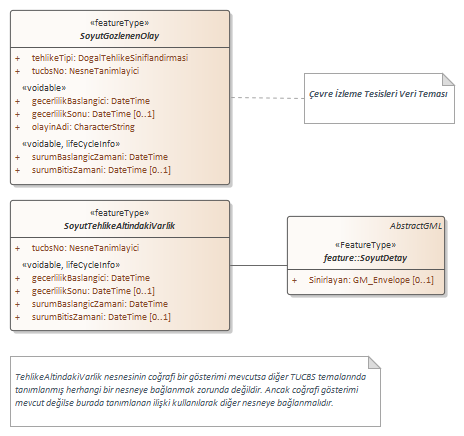 «featureType»
SoyutGozlenenOlay
+ tehlikeTipi: DogalTehlikeSiniflandirmasi
+ tucbsNo: NesneTanimlayici
«voidable»
+ gecerlilikBaslangici: DateTime
+ gecerlilikSonu: DateTime [0..1]
+ olayinAdi: CharacterString
«voidable, lifeCycleInfo»
+ surumBaslangicZamani: DateTime
+ surumBitisZamani: DateTime [0..1]
Çevre İzleme Tesisleri Veri Teması
«featureType»
SoyutTehlikeAltindakiVarlik
+ tucbsNo: NesneTanimlayici
«voidable, lifeCycleInfo»
+ gecerlilikBaslangici: DateTime
+ gecerlilikSonu: DateTime [0..1]
+ surumBaslangicZamani: DateTime
+ surumBitisZamani: DateTime [0..1]
AbstractGML
«FeatureType»
feature::SoyutDetay
+ Sinirlayan: GM_Envelope [0..1]
TehlikeAltindakiVarlik nesnesinin coğrafi bir gösterimi mevcutsa diğer TUCBS temalarında
tanımlanmış herhangi bir nesneye bağlanmak zorunda değildir. Ancak coğrafi gösterimi
mevcut değilse burada tanımlanan ilişki kullanılarak diğer nesneye bağlanmalıdır.